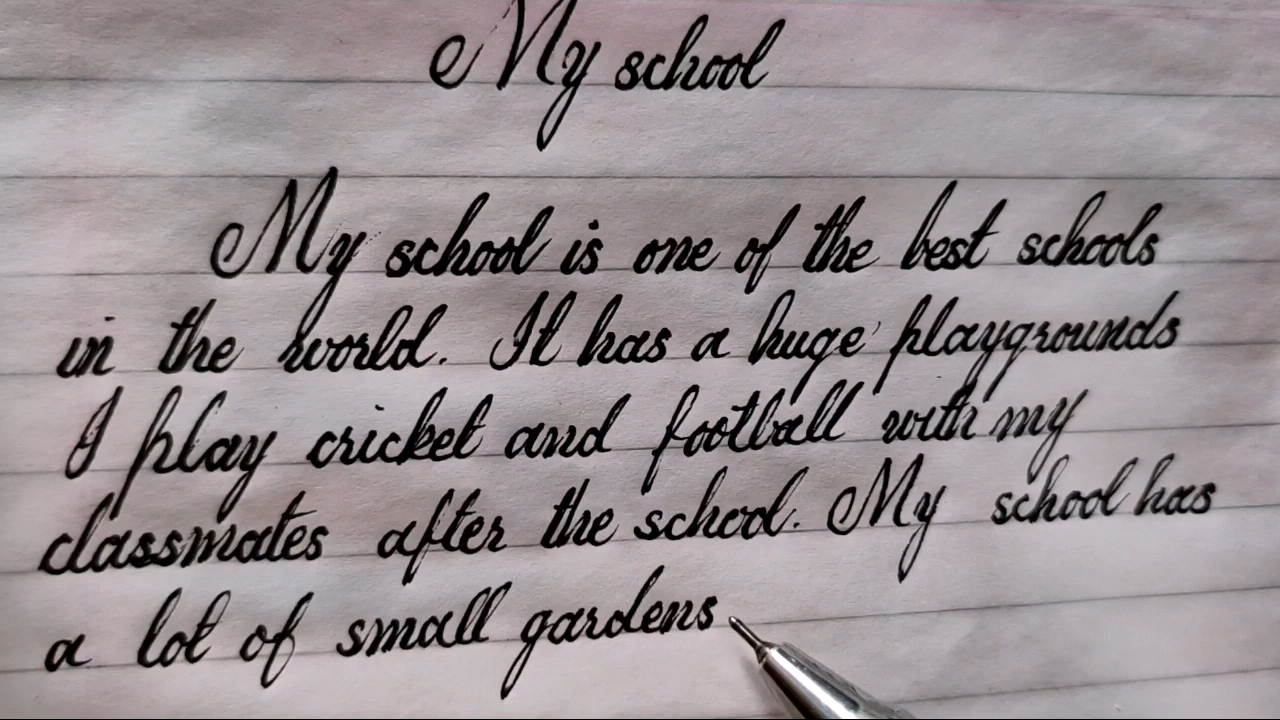 My school
My school is one of the best schools
in the world. It has a huge playgrounds
I play cricket and football with my
classmates after the school. My school has
a lot of small gardens